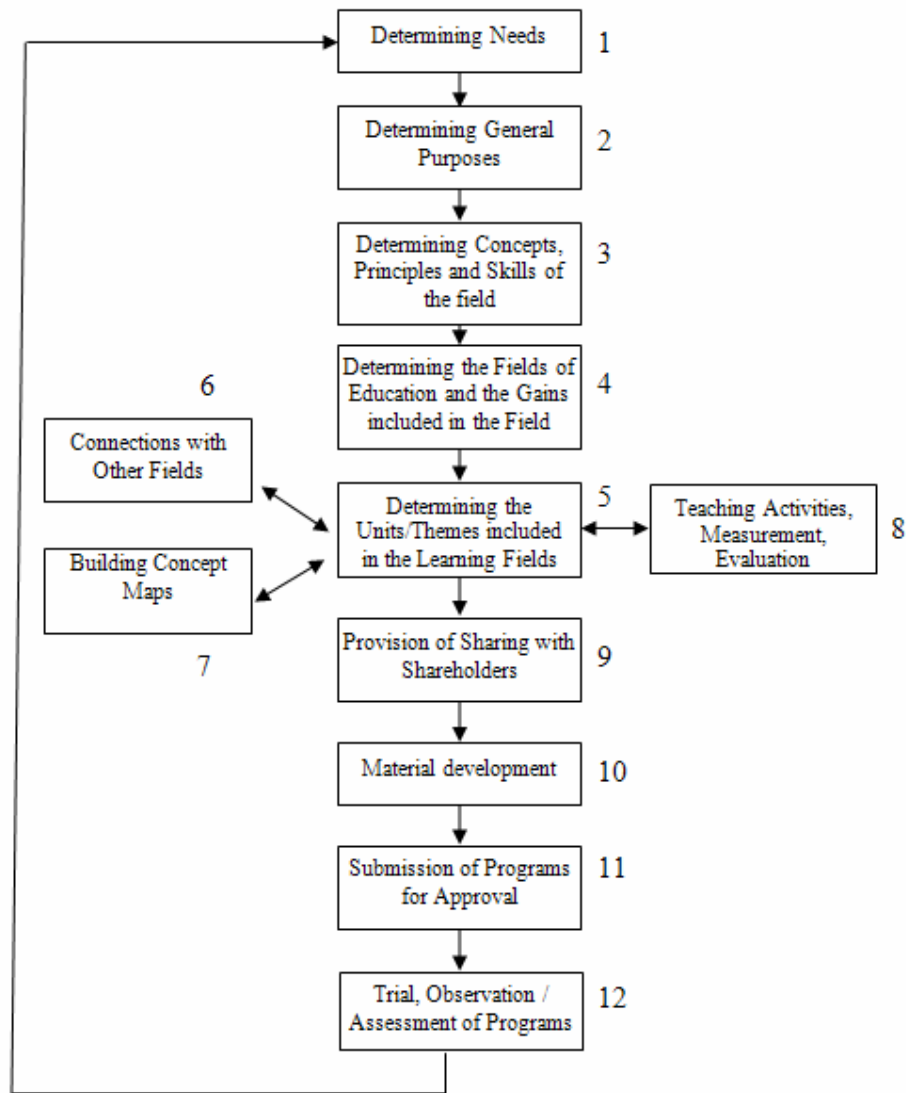 Determining Needs
1
Determining General
Purposes
2
Determining Concepts,
Principles and Skills of
the field
3
Determining the Fields of
Education and the Gains
included in the Field
4
6
Connections with
Other Fields
Determining the
Units/Themes included
in the Learning Fields
5
Teaching Activities,
Measurement,
Evaluation
8
Building Concept
Maps
7
Provision of Sharing with
Shareholders
9
Material development
10
Submission of Programs
for Approval
11
Trial, Observation /
Assessment of Programs
12